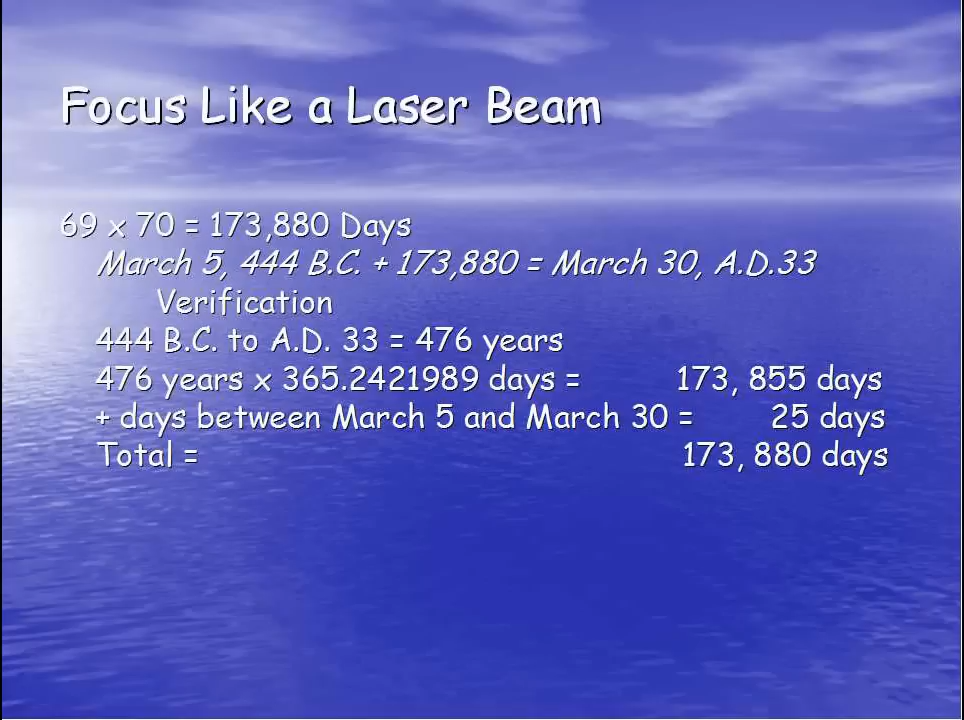 Focus Like a Laser Beam
69 x 70 = 173,880 Days
March 5, 444 B.C. + 173,880 = March 30, A.D.33
Verification
444 B.C. to A.D. 33 = 476 years
476 years x 365.2421989 days = 173, 855 days
+ days between March 5 and March 30 = 25 days
Total = 173, 880 days